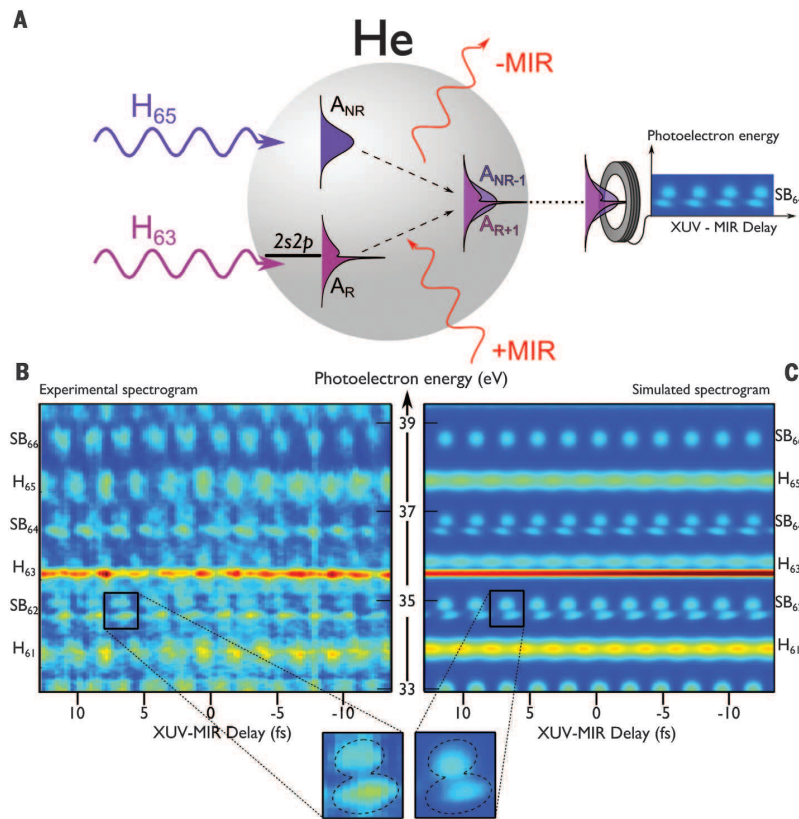 A
He
-MIR
H65
ANR
Photoelectron energy
ANR-1
SB64
H63
2s2p
AR+1
XUV - MIR Delay
AR
+MIR
B
Photoelectron energy (eV)
C
Experimental spectrogram
Simulated spectrogram
SB66
39
SB66
H65
H65
37
SB64
SB64
H63
H63
35
SB62
SB62
H61
H61
33
10
5
0
-5
-10
10
5
0
-5
-10
XUV-MIR Delay (fs)
XUV-MIR Delay (fs)